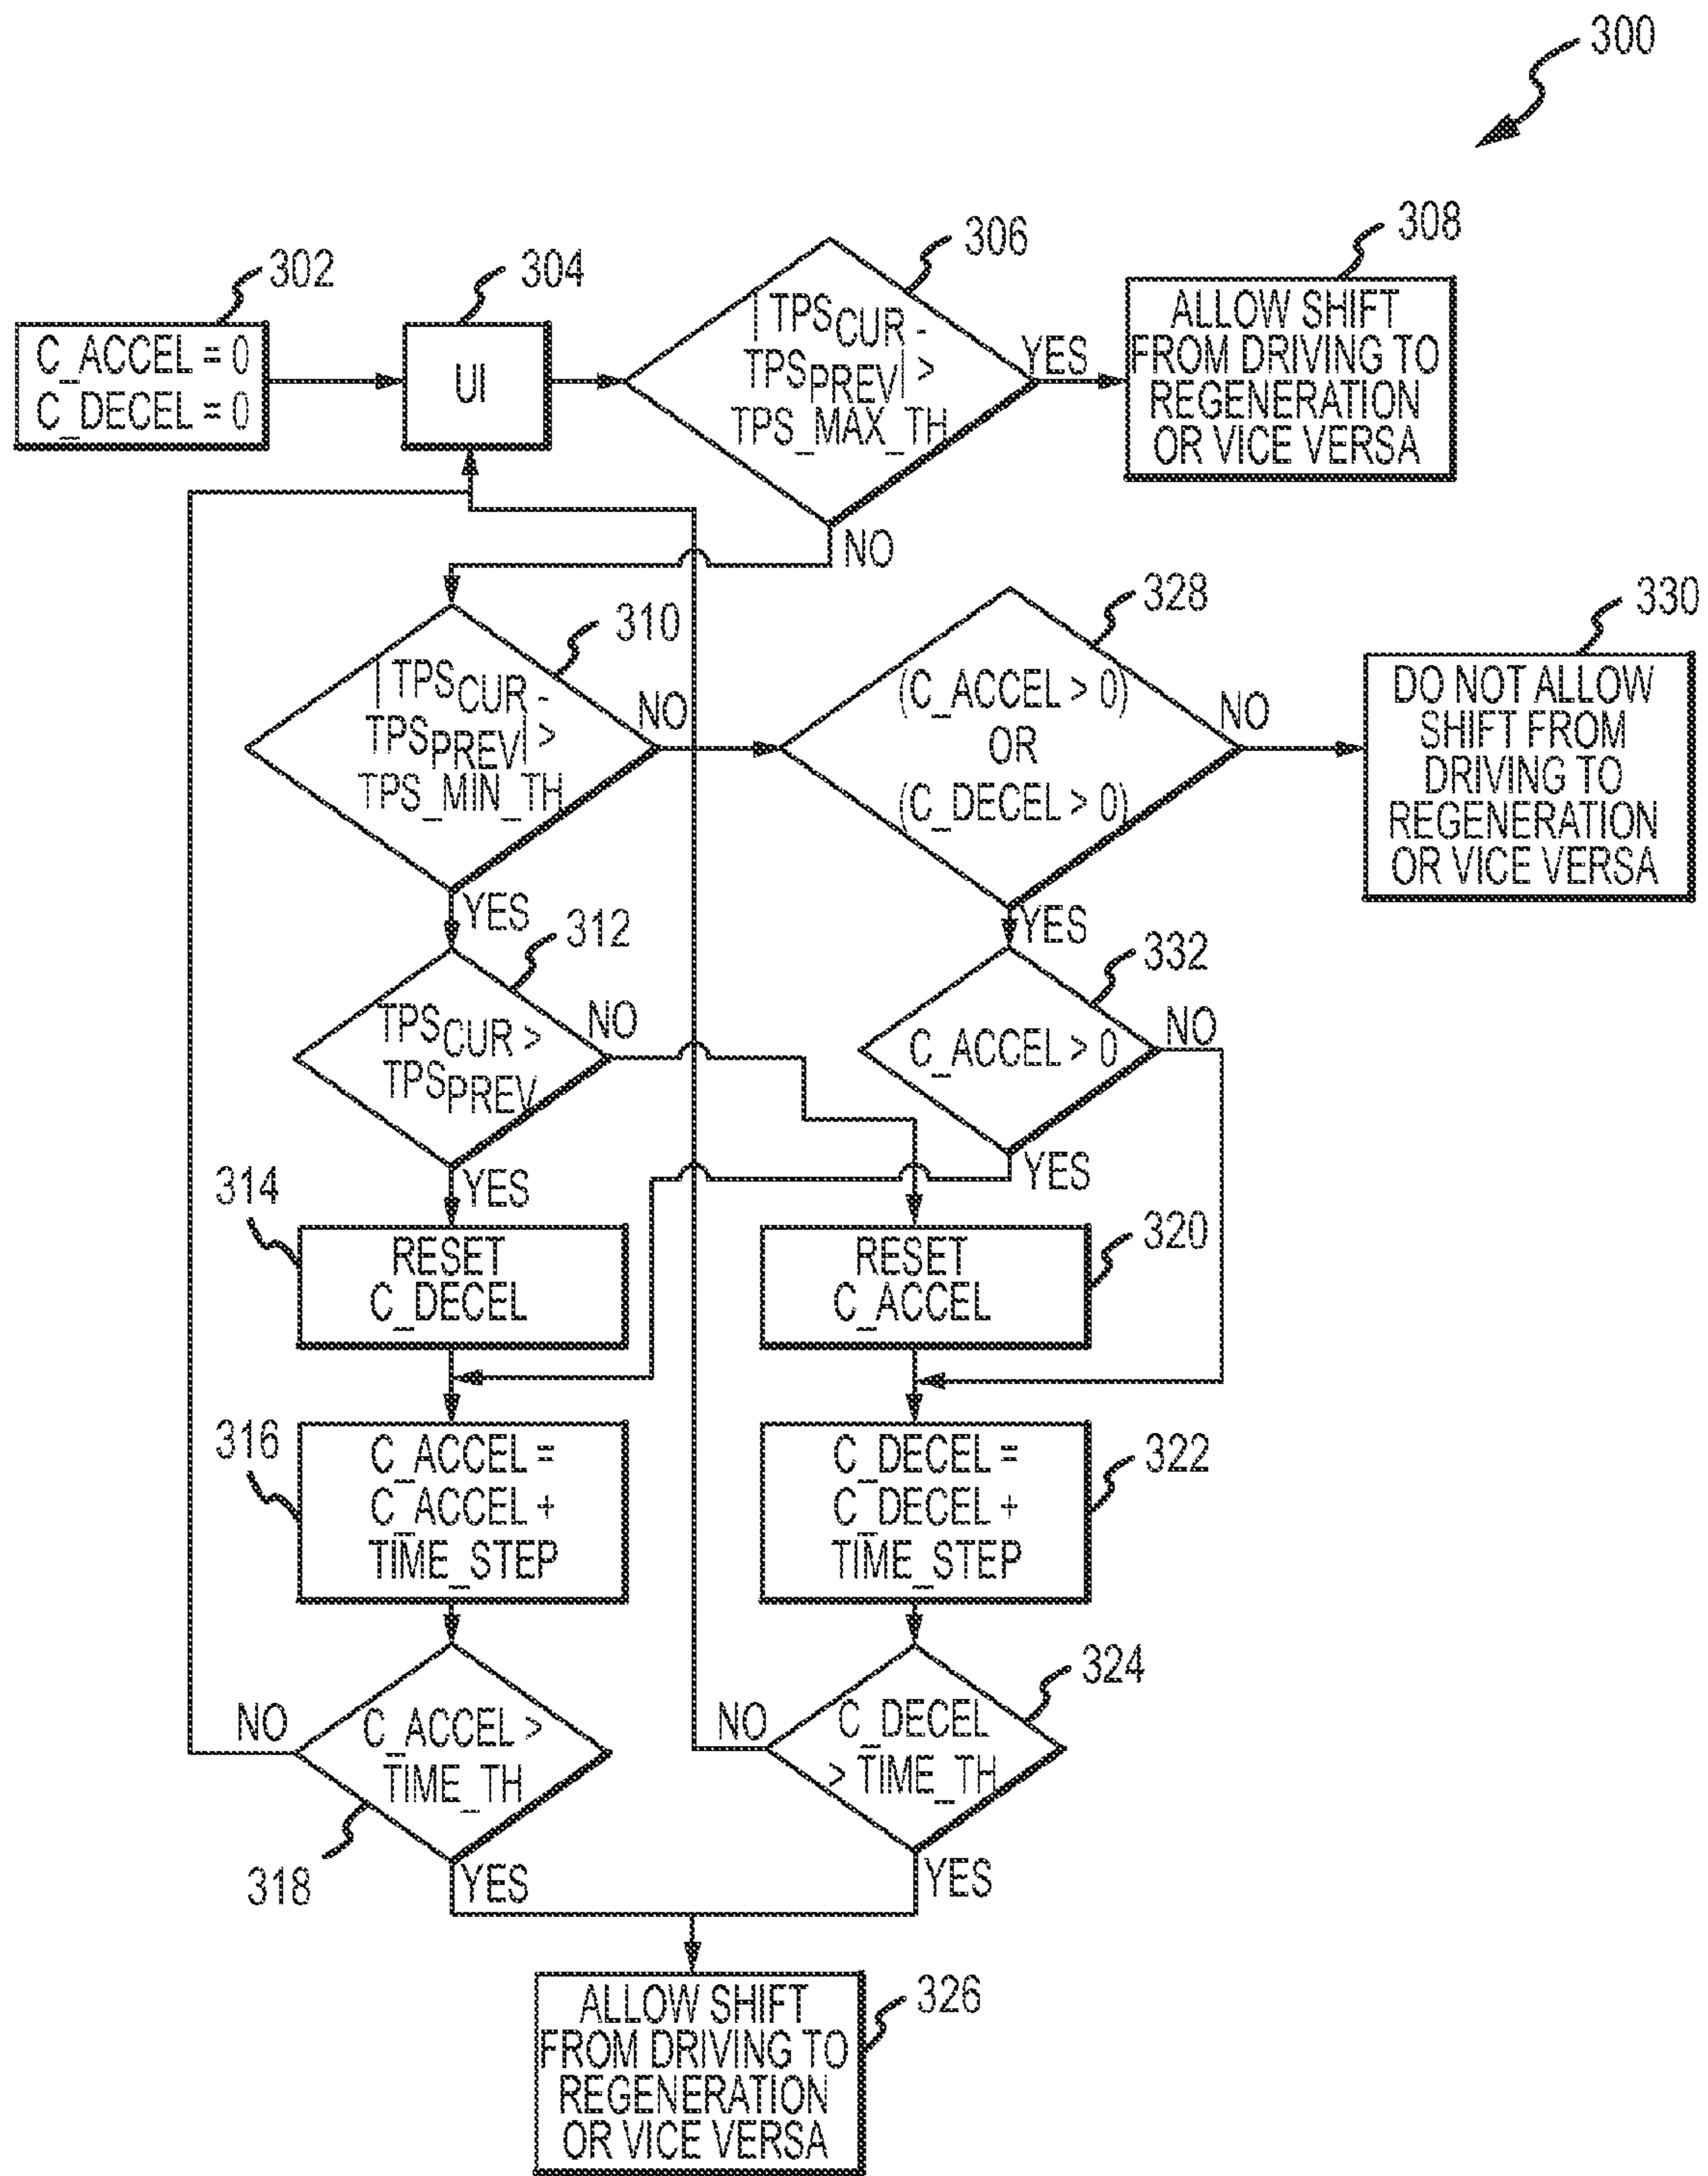 300
302
C_ACCEL = 0
C_DECEL = 0
304
UI
306
| TPSCUR -
TPSPREV| >
TPS_MAX_TH
YES
NO
308
ALLOW SHIFT
FROM DRIVING TO
REGENERATION
OR VICE VERSA
310
| TPSCUR -
TPSPREV| >
TPS_MIN_TH
NO
YES
328
(C_ACCEL > 0)
OR
(C_DECEL > 0)
NO
YES
330
DO NOT ALLOW
SHIFT FROM
DRIVING TO
REGENERATION
OR VICE VERSA
312
TPSCUR >
TPSPREV
NO
YES
332
C_ACCEL > 0
NO
YES
314
RESET
C_DECEL
320
RESET
C_ACCEL
316
C_ACCEL =
C_ACCEL +
TIME_STEP
322
C_DECEL =
C_DECEL +
TIME_STEP
318
C_ACCEL >
TIME_TH
NO
YES
324
C_DECEL
> TIME_TH
NO
YES
326
ALLOW SHIFT
FROM DRIVING TO
REGENERATION
OR VICE VERSA